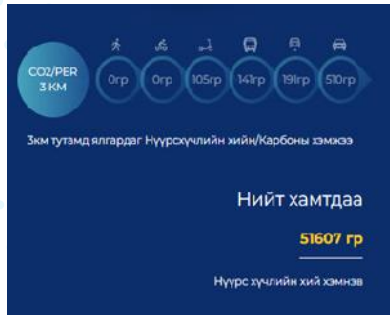 CO2/PER
3 KM
0гр
0гр
105гр
141гр
191гр
510гр
3км тутамд ялгардаг Нүүрсхүчлийн хийн/Карбоны хэмжээ
Нийт хамтдаа
51607 гр
Нүүрс хүчлийн хий хэмнэв